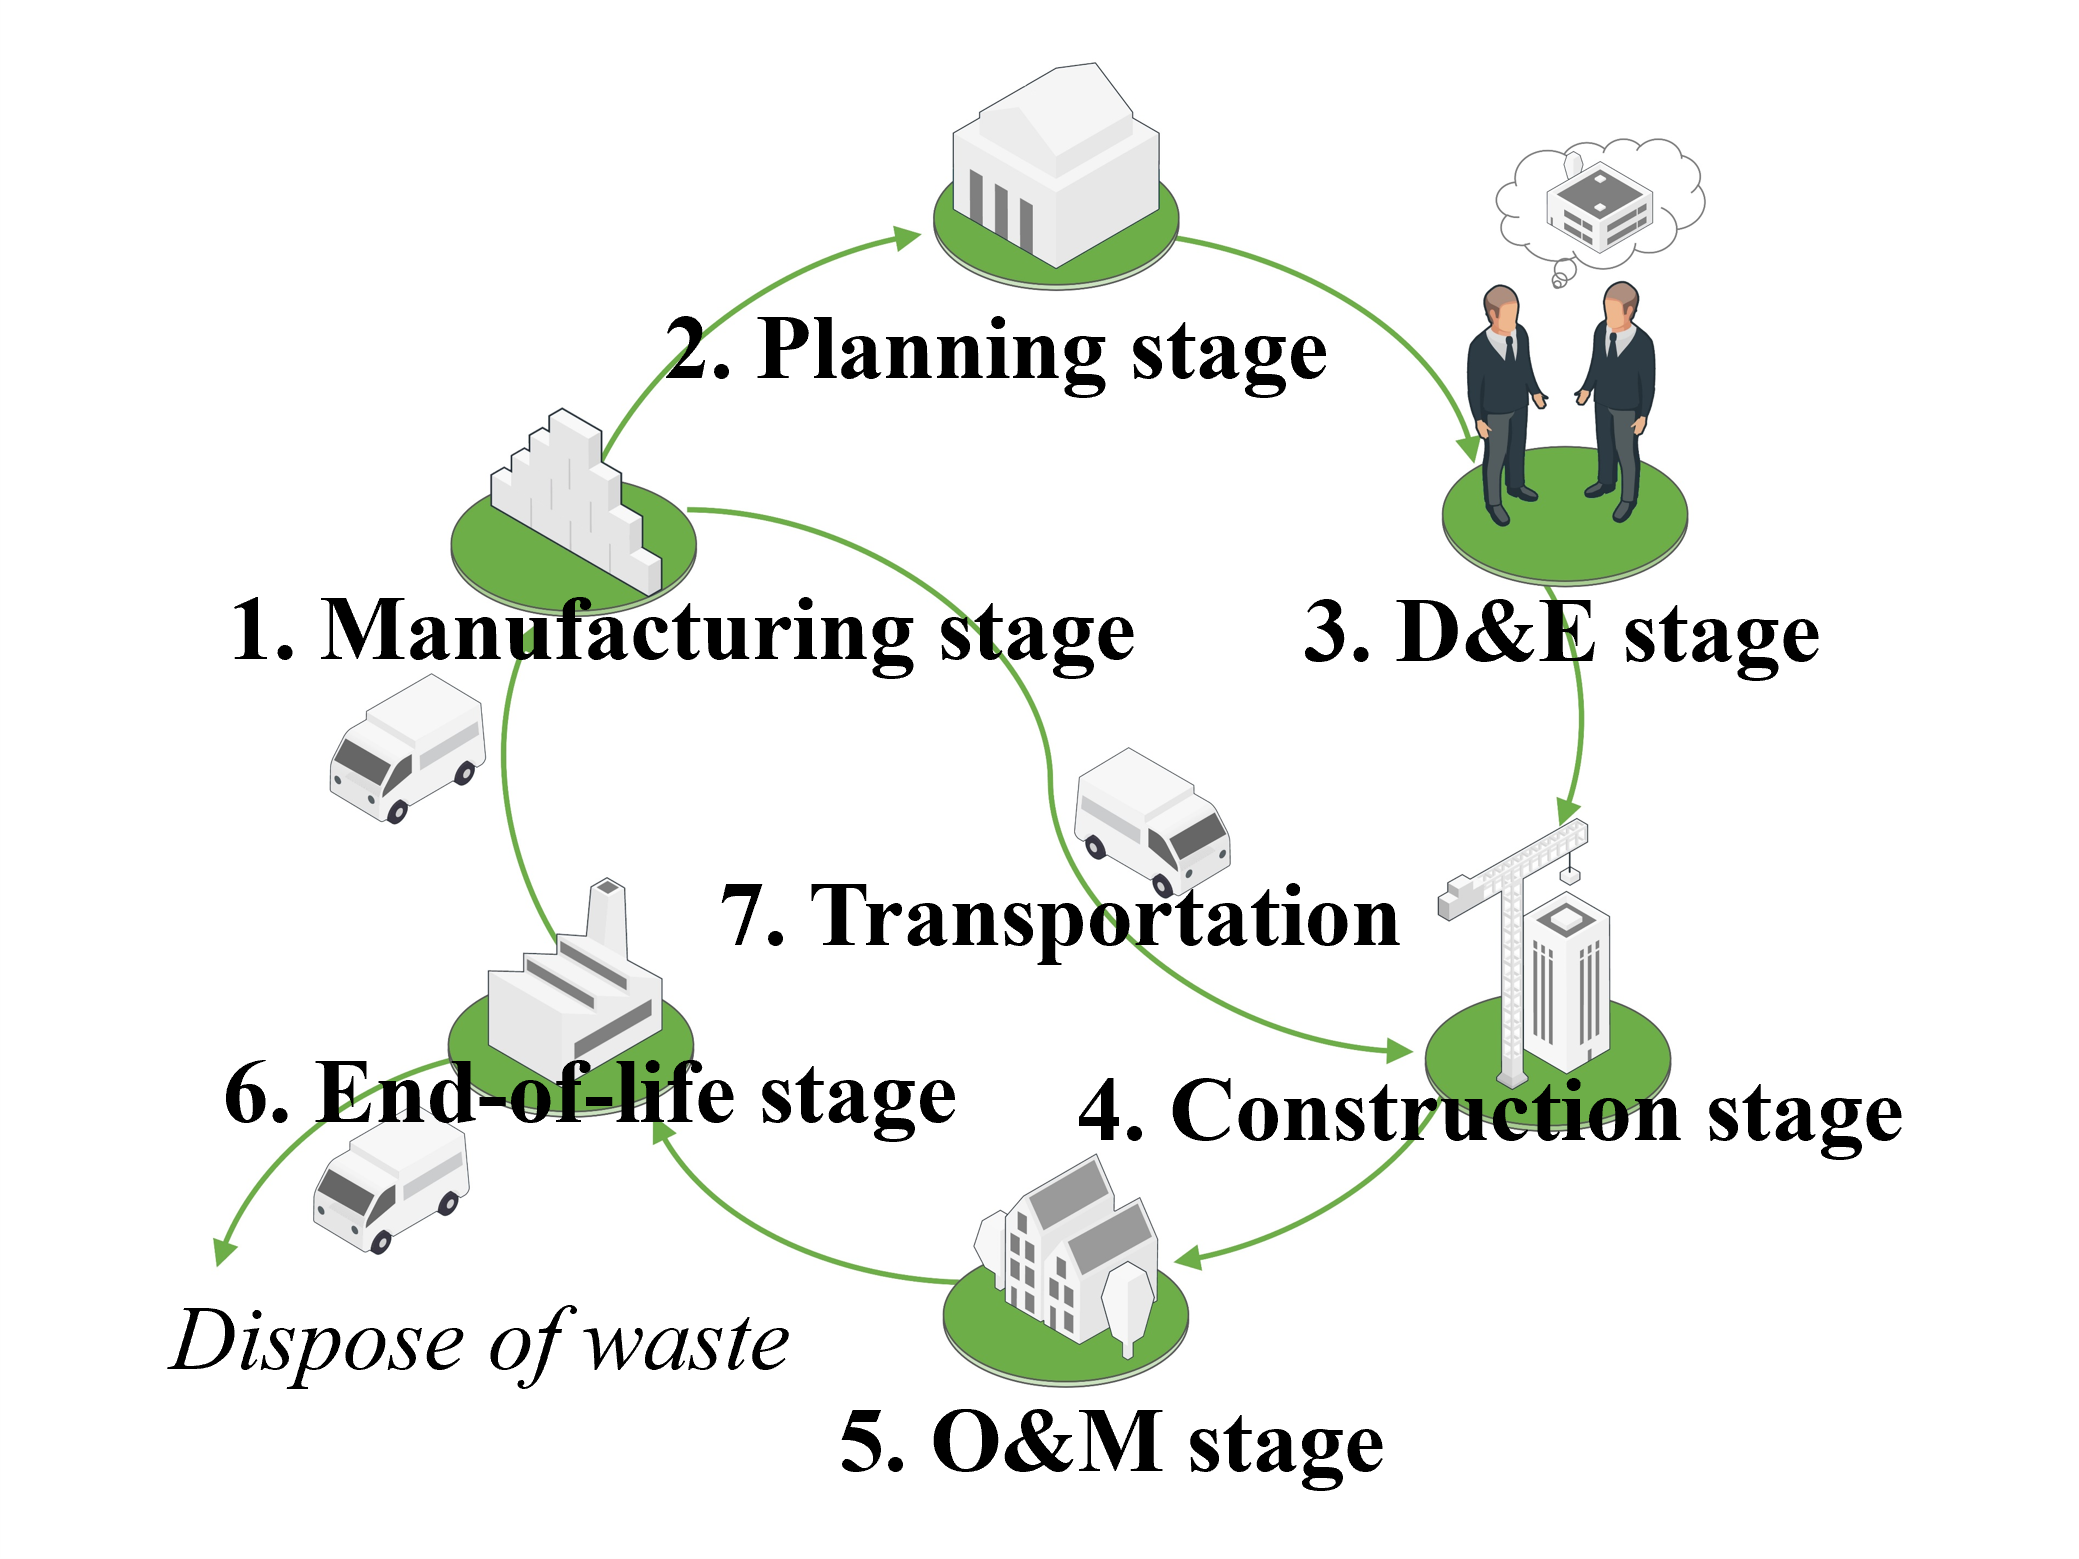 2. Planning stage
1. Manufacturing stage
3. D&E stage
7. Transportation
6. End-of-life stage
4. Construction stage
Dispose of waste
5. O&M stage